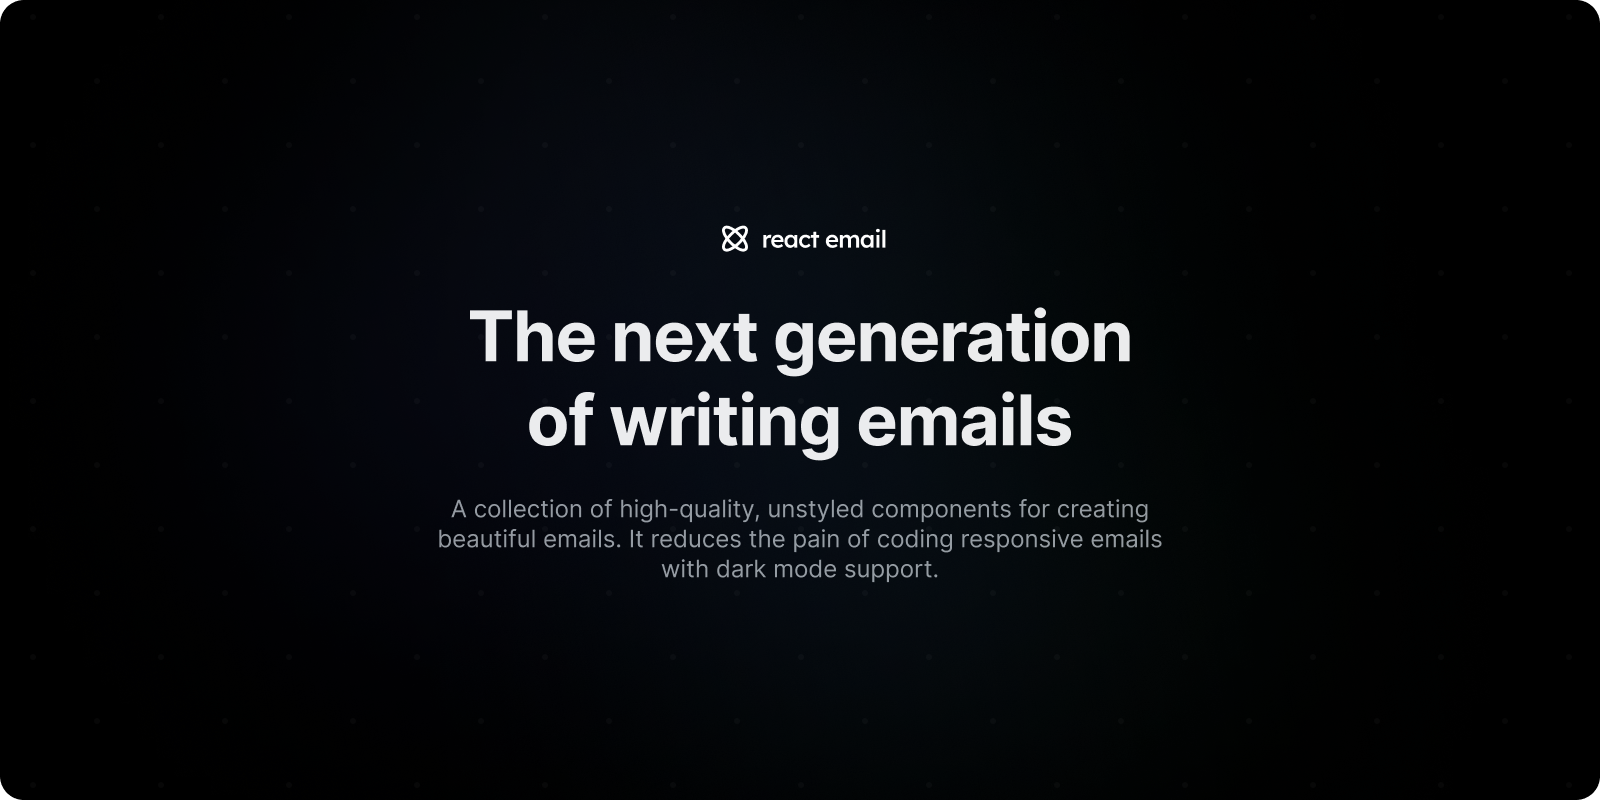 react email
The next generation
of writing emails
A collection of high-quality, unstyled components for creating
beautiful emails. It reduces the pain of coding responsive emails
with dark mode support.